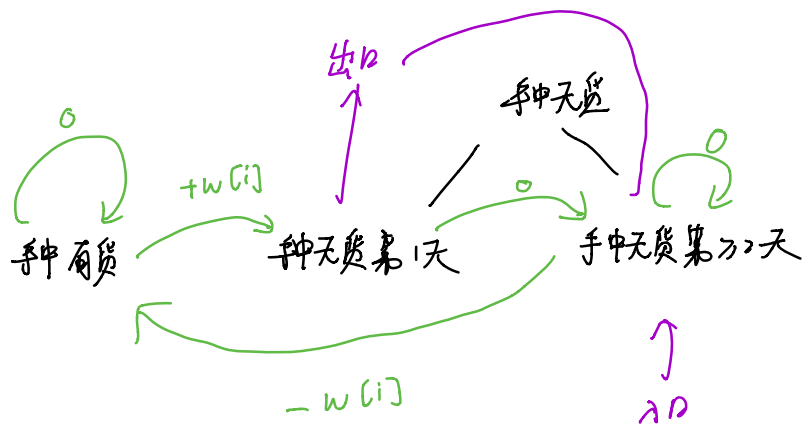 出口
手中无货
0
+w[i]
0
0
手中有货
手中无货第1天
手中无货第≥2天
-w[i]
入口